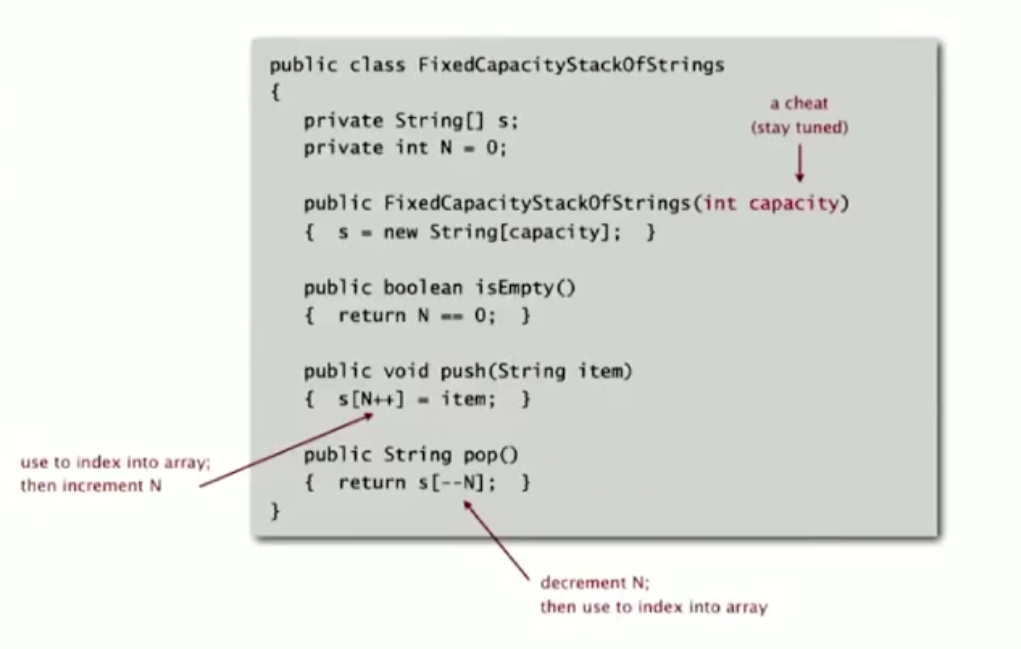 public class FixedCapacityStackOfStrings
{
a cheat
(stay tuned)
private String[] s;
private int N = 0;
public FixedCapacityStackOfStrings(int capacity)
{ s = new String[capacity]; }
public boolean isEmpty()
{ return N == 0; }
public void push(String item)
{ s[N++] = item; }
use to index into array;
then increment N
public String pop()
{ return s[--N]; }
}
decrement N;
then use to index into array